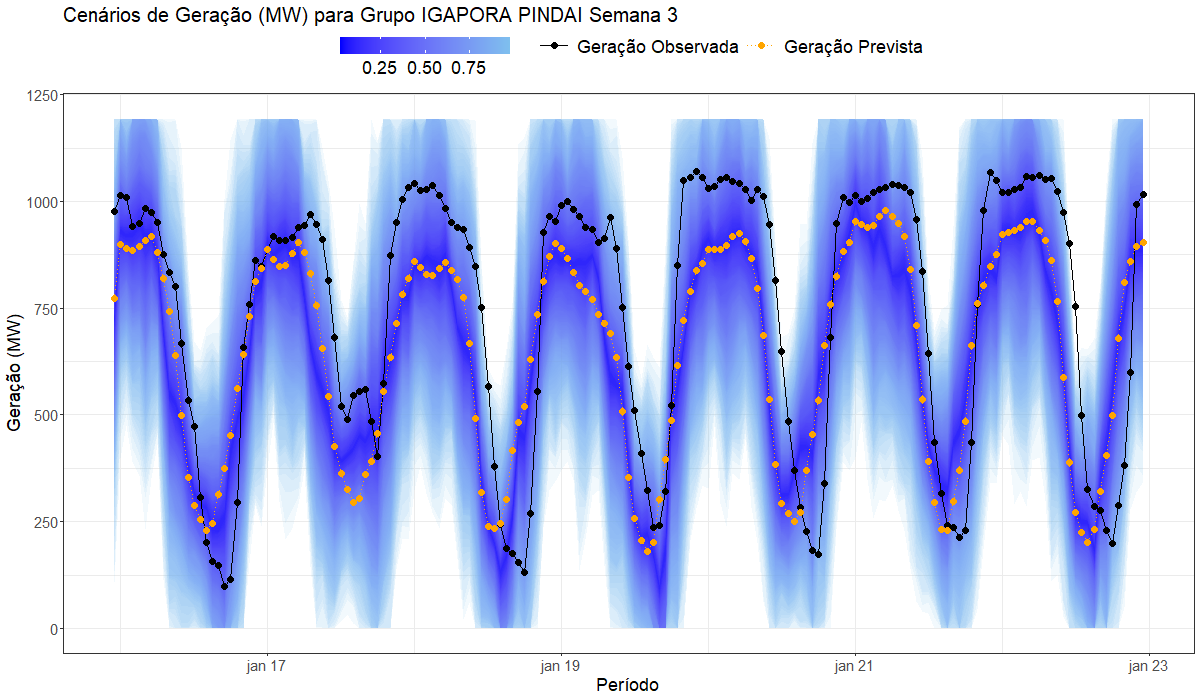 Cenários de Geração (MW) para Grupo IGAPORA PINDAI Semana 3
0.25 0.50 0.75 Geração Observada Geração Prevista
1250
1000
750
500
250
0
Geração (MW)
jan 17 jan 19 jan 21 jan 23
Período